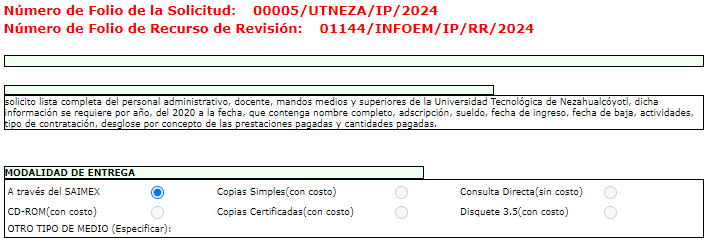 Número de Folio de la Solicitud: 00005/UTNEZA/IP/2024
Número de Folio de Recurso de Revisión: 01144/INFOEM/IP/RR/2024
solicito lista completa del personal administrativo, docente, mandos medios y superiores de la Universidad Tecnológica de Nezahualcóyotl, dicha
información se requiere por año, del 2020 a la fecha, que contenga nombre completo, adscripción, sueldo, fecha de ingreso, fecha de baja, actividades,
tipo de contratación, desglose por concepto de las prestaciones pagadas y cantidades pagadas.
MODALIDAD DE ENTREGA
A través del SAIMEX Copias Simples(con costo) Consulta Directa(sin costo)
CD-ROM(con costo) Copias Certificadas(con costo) Disquete 3.5(con costo)
OTRO TIPO DE MEDIO (Especificar):